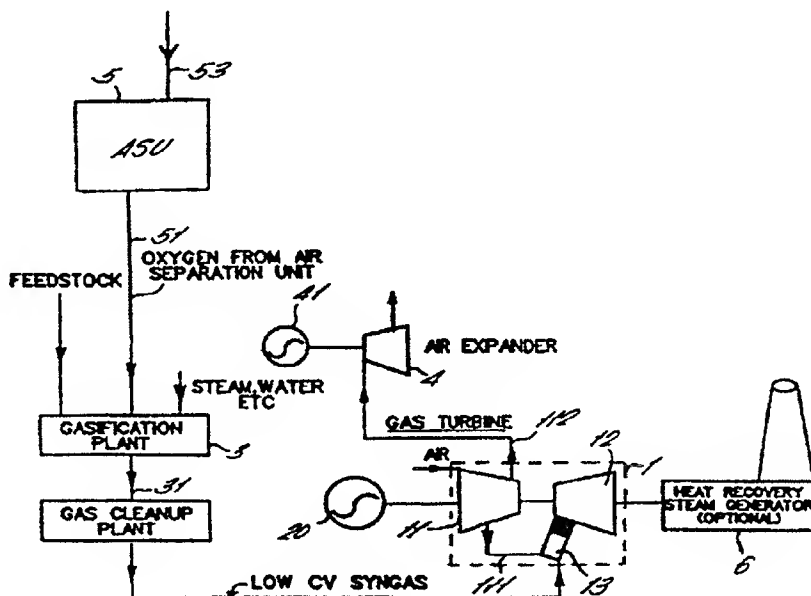 53
5
ASU
51
OXYGEN FROM AIR
SEPARATION UNIT
FEEDSTOCK
41
AIR EXPANDER
4
STEAM, WATER
ETC
GAS TURBINE
112
GASIFICATION
PLANT
3
AIR
12
1
31
GAS CLEANUP
PLANT
20
11
HEAT RECOVERY
STEAM GENERATOR
(OPTIONAL)
6
111
13
LOW CV SYNGAS